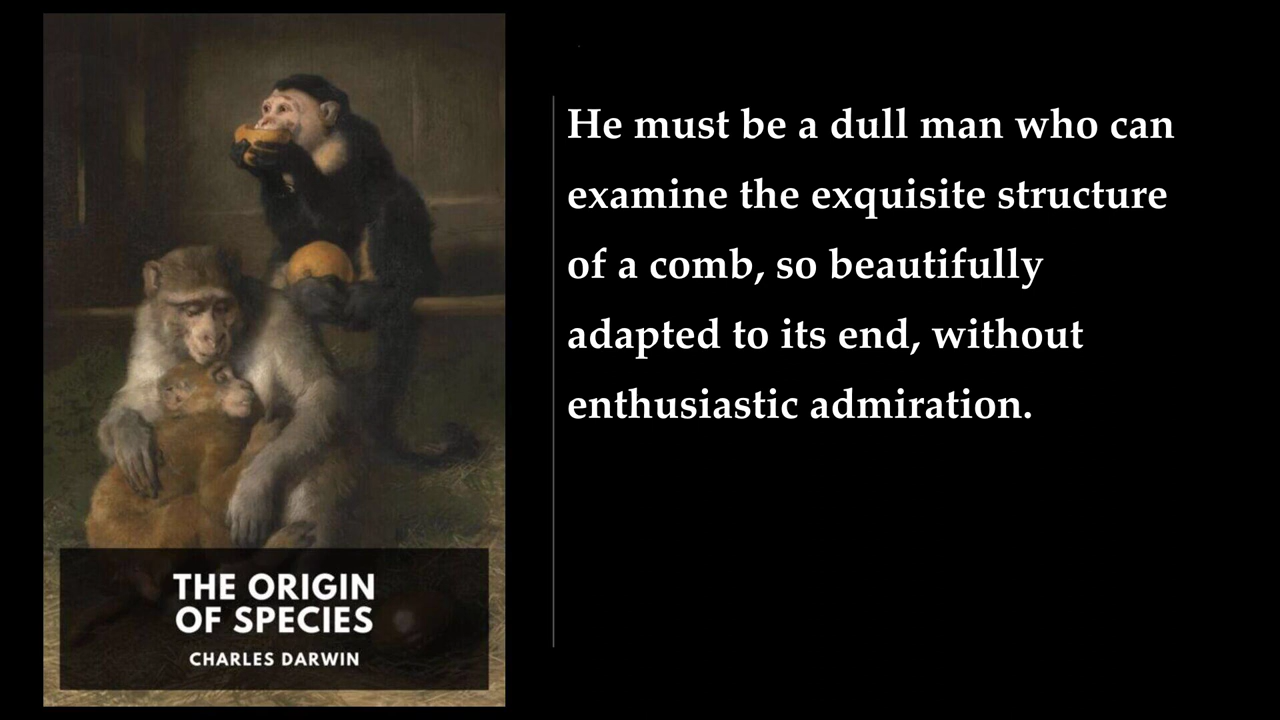 He must be a dull man who can
examine the exquisite structure
of a comb, so beautifully
adapted to its end, without
enthusiastic admiration.
THE ORIGIN
OF SPECIES
CHARLES DARWIN